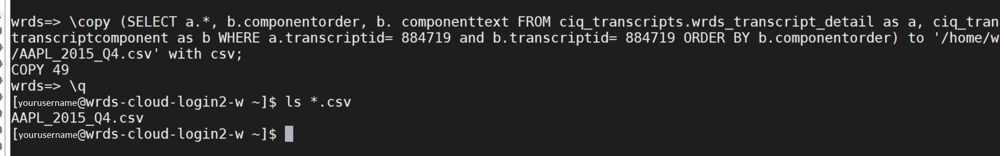 wrds=> \copy (SELECT a.*, b.componentorder, b. componenttext FROM ciq_transcripts.wrds_transcript_detail as a, ciq_tran
transcriptcomponent as b WHERE a.transcriptid= 884719 and b.transcriptid= 884719 ORDER BY b.componentorder) to '/home/w
/AAPL_2015_Q4.csv' with csv;
COPY 49
wrds=> \q
[yourusername@wrds-cloud-login2-w ~]$ ls *.csv
AAPL_2015_Q4.csv
[yourusername@wrds-cloud-login2-w ~]$